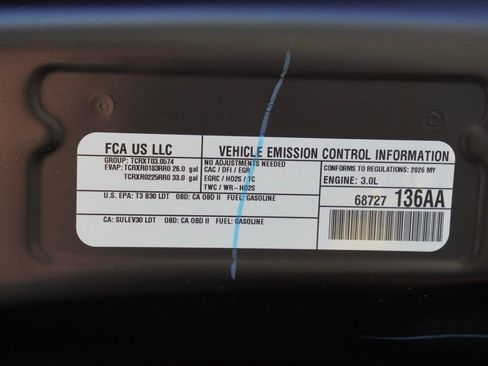 FCA US LLC
VEHICLE EMISSION CONTROL INFORMATION
GROUP: TCRXT03.0S74
EVAP: TCRXR0183RR0 26.0 gal
TCRXR0225RR0 33.0 gal
NO ADJUSTMENTS NEEDED
CAC / DFI / EGR
EGRC / HO2S / TC
TWC / WR-HO2S
CONFORMS TO REGULATIONS: 2026 MY
ENGINE: 3.0L
U.S. EPA: T3 B30 LDT OBD: CA OBD II FUEL: GASOLINE
68727 136AA
CA: SULEV30 LDT OBD: CA OBD II FUEL: GASOLINE